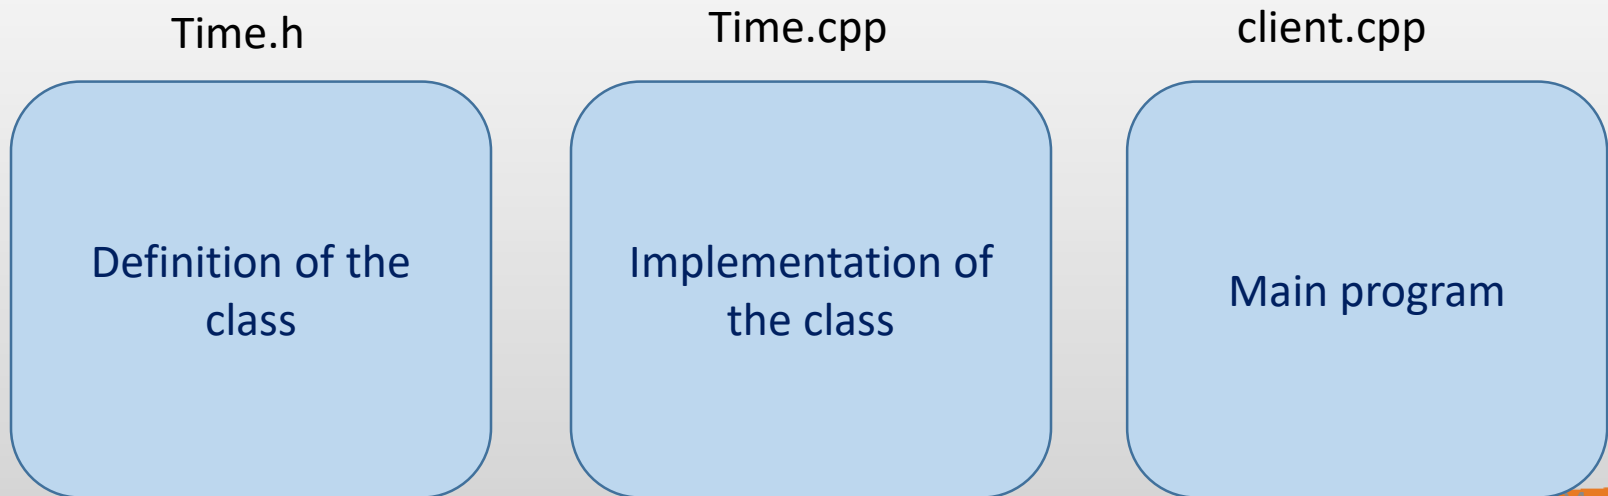 Time.h
Time.cpp
client.cpp
Definition of the
class
Implementation of
the class
Main program